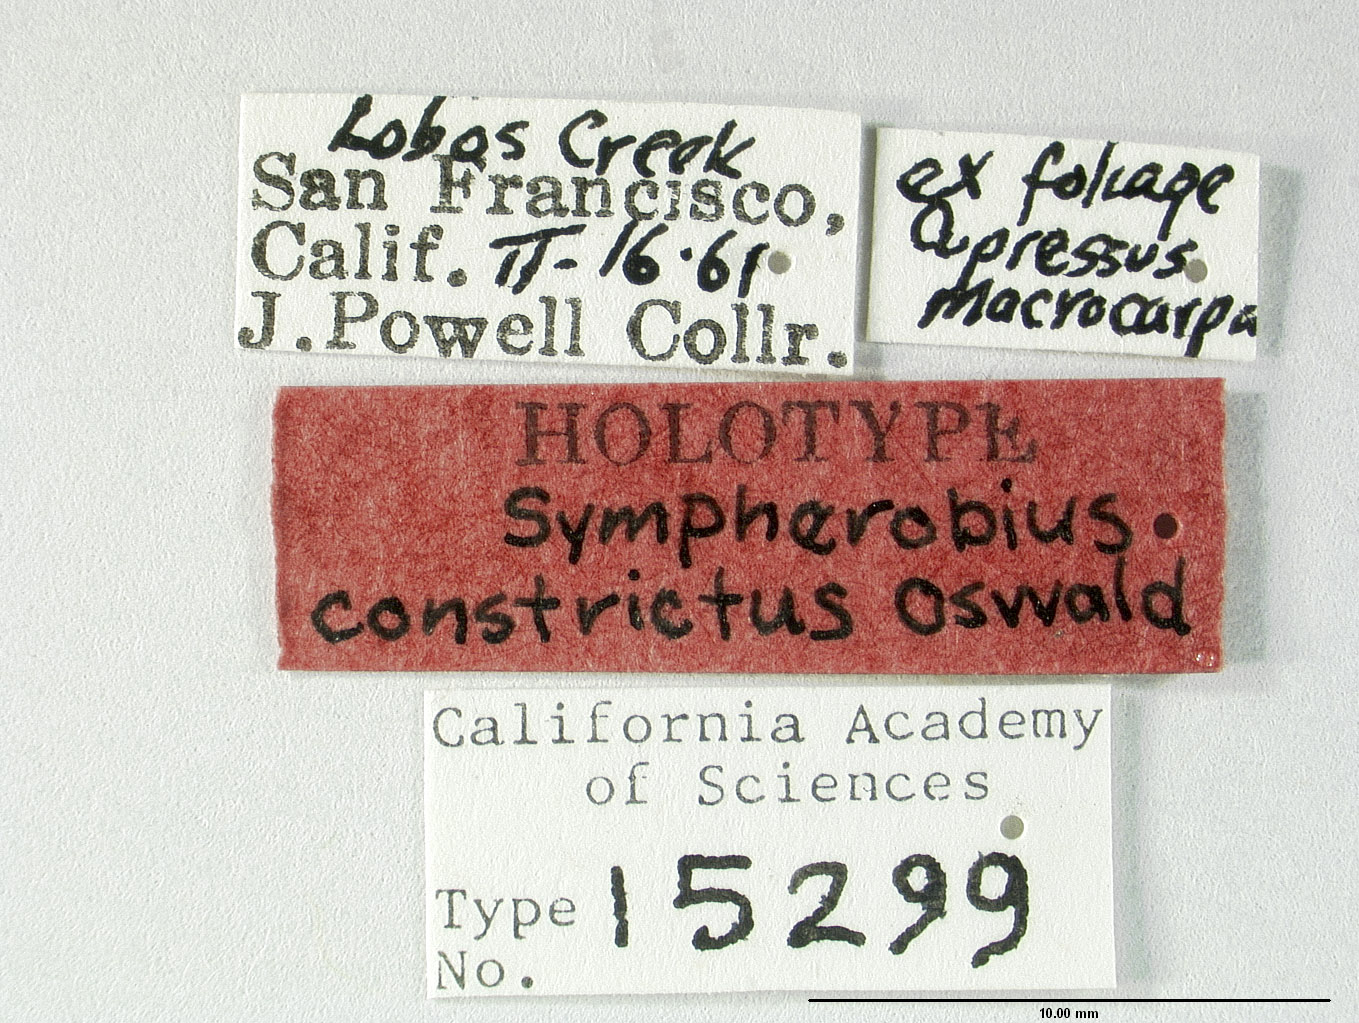 Lobos Creek
San Francisco,
Calif. II-16·61
J. Powell Collr.
ex foliage
Cupressus
macrocarpa
HOLOTYPE
Sympherobius
constrictus Oswald
California Academy
of Sciences
Type 15299
No.
10.00 mm